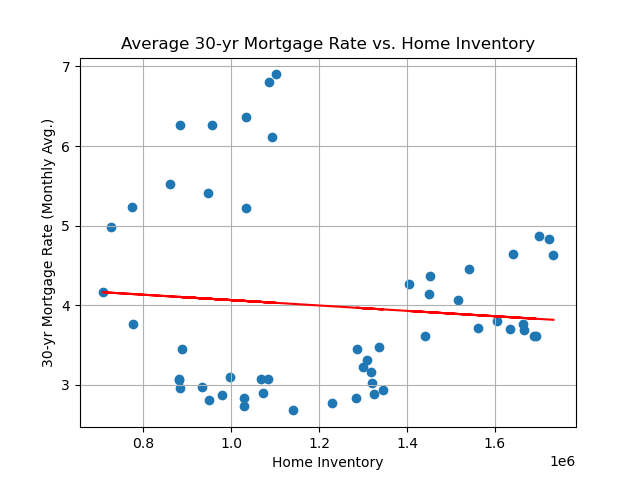 Average 30-yr Mortgage Rate vs. Home Inventory
30-yr Mortgage Rate (Monthly Avg.)
7
6
5
4
3
0.8 1.0 1.2 1.4 1.6
1e6
Home Inventory